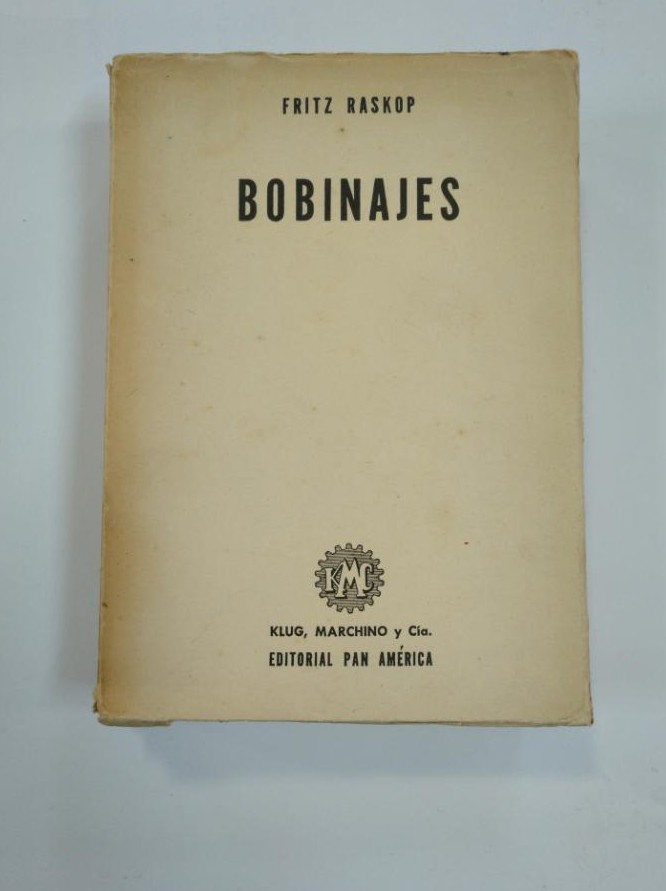 FRITZ RASKOP
BOBINAJES
KMC
KLUG, MARCHINO y Cía.
EDITORIAL PAN AMÉRICA